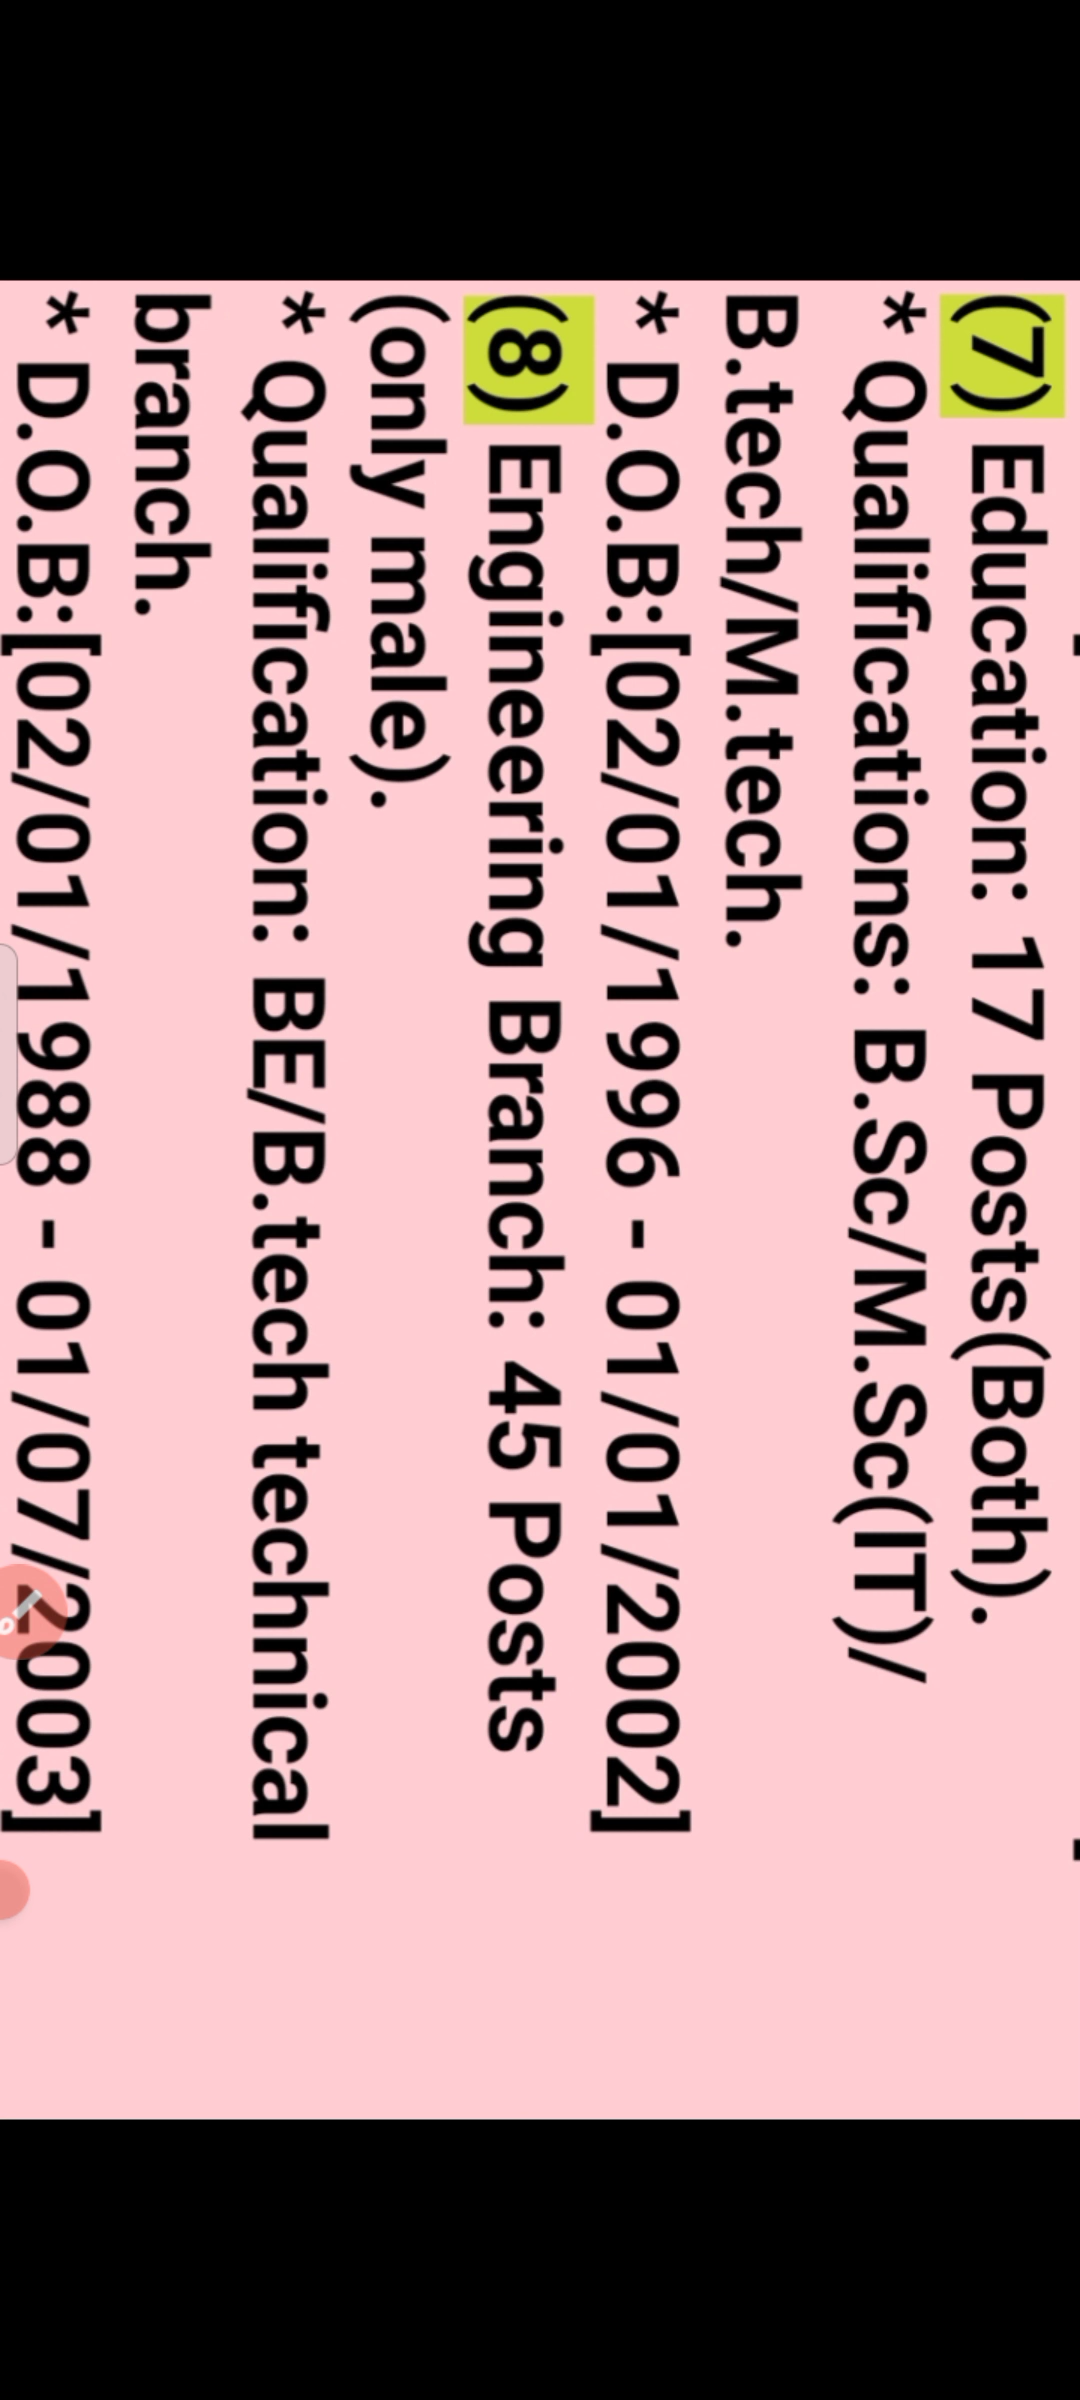 (7) Education: 17 Posts(Both).
* Qualifications: B.Sc/M.Sc(IT)/
B.tech/M.tech.
* D.O.B:[02/01/1996 - 01/01/2002]
(8) Engineering Branch: 45 Posts
(only male).
* Qualification: BE/B.tech technical
branch.
* D.O.B:[02/01/1988 - 01/07/2003]